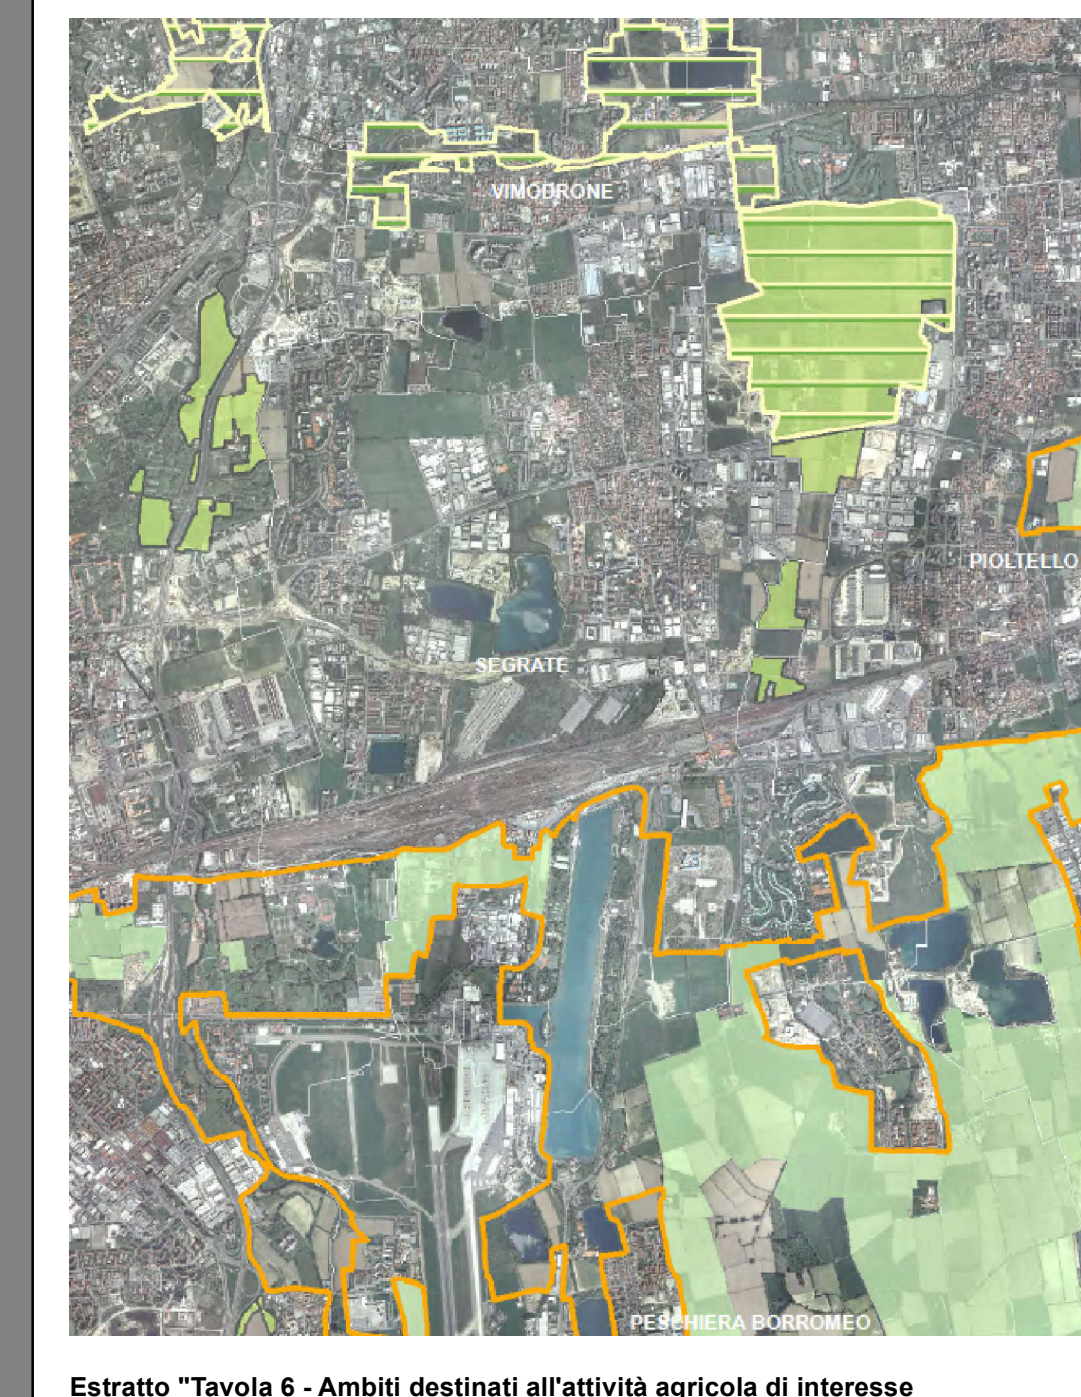 VIMODRONE
PIOLTELLO
SEGRATE
PESCHIERA BORROMEO
Estratto "Tavola 6 - Ambiti destinati all'attività agricola di interesse